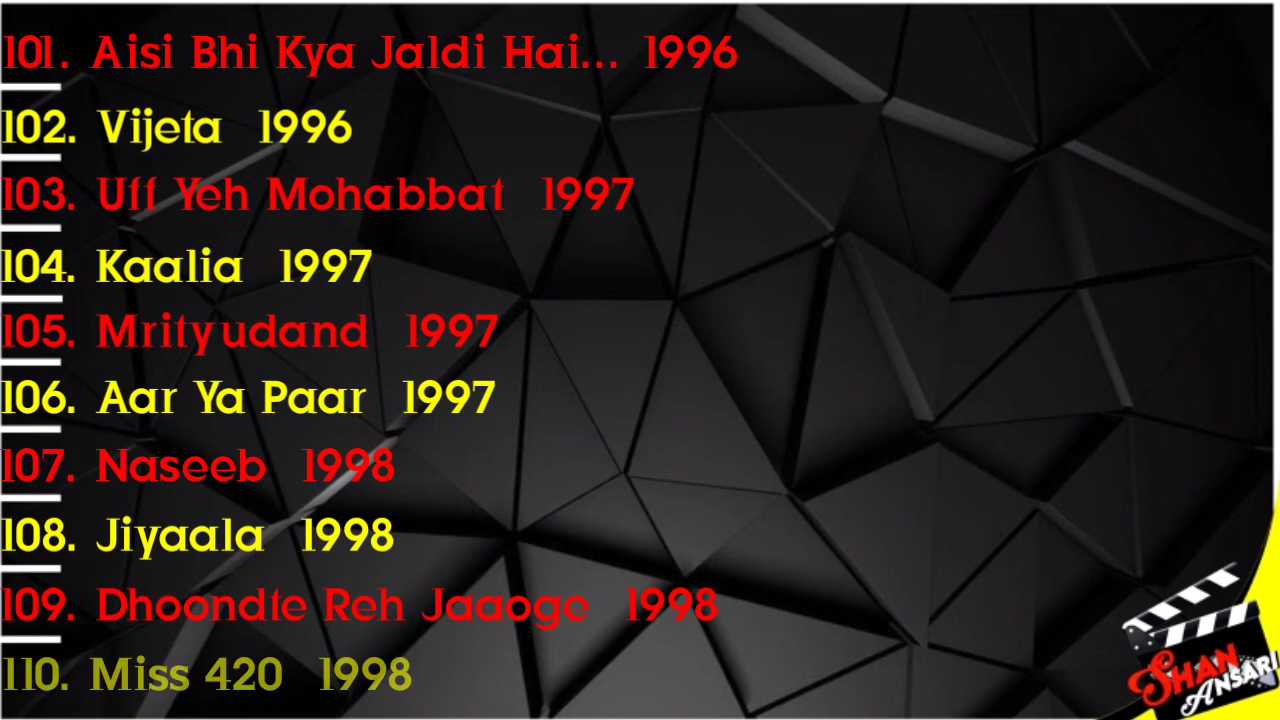 101. Aisi Bhi Kya Jaldi Hai... 1996
102. Vijeta 1996
103. Uff Yeh Mohabbat 1997
104. Kaalia 1997
105. Mrityudand 1997
106. Aar Ya Paar 1997
107. Naseeb 1998
108. Jiyaala 1998
109. Dhoondte Reh Jaaoge 1998
110. Miss 420 1998
SHAN
ANSARI